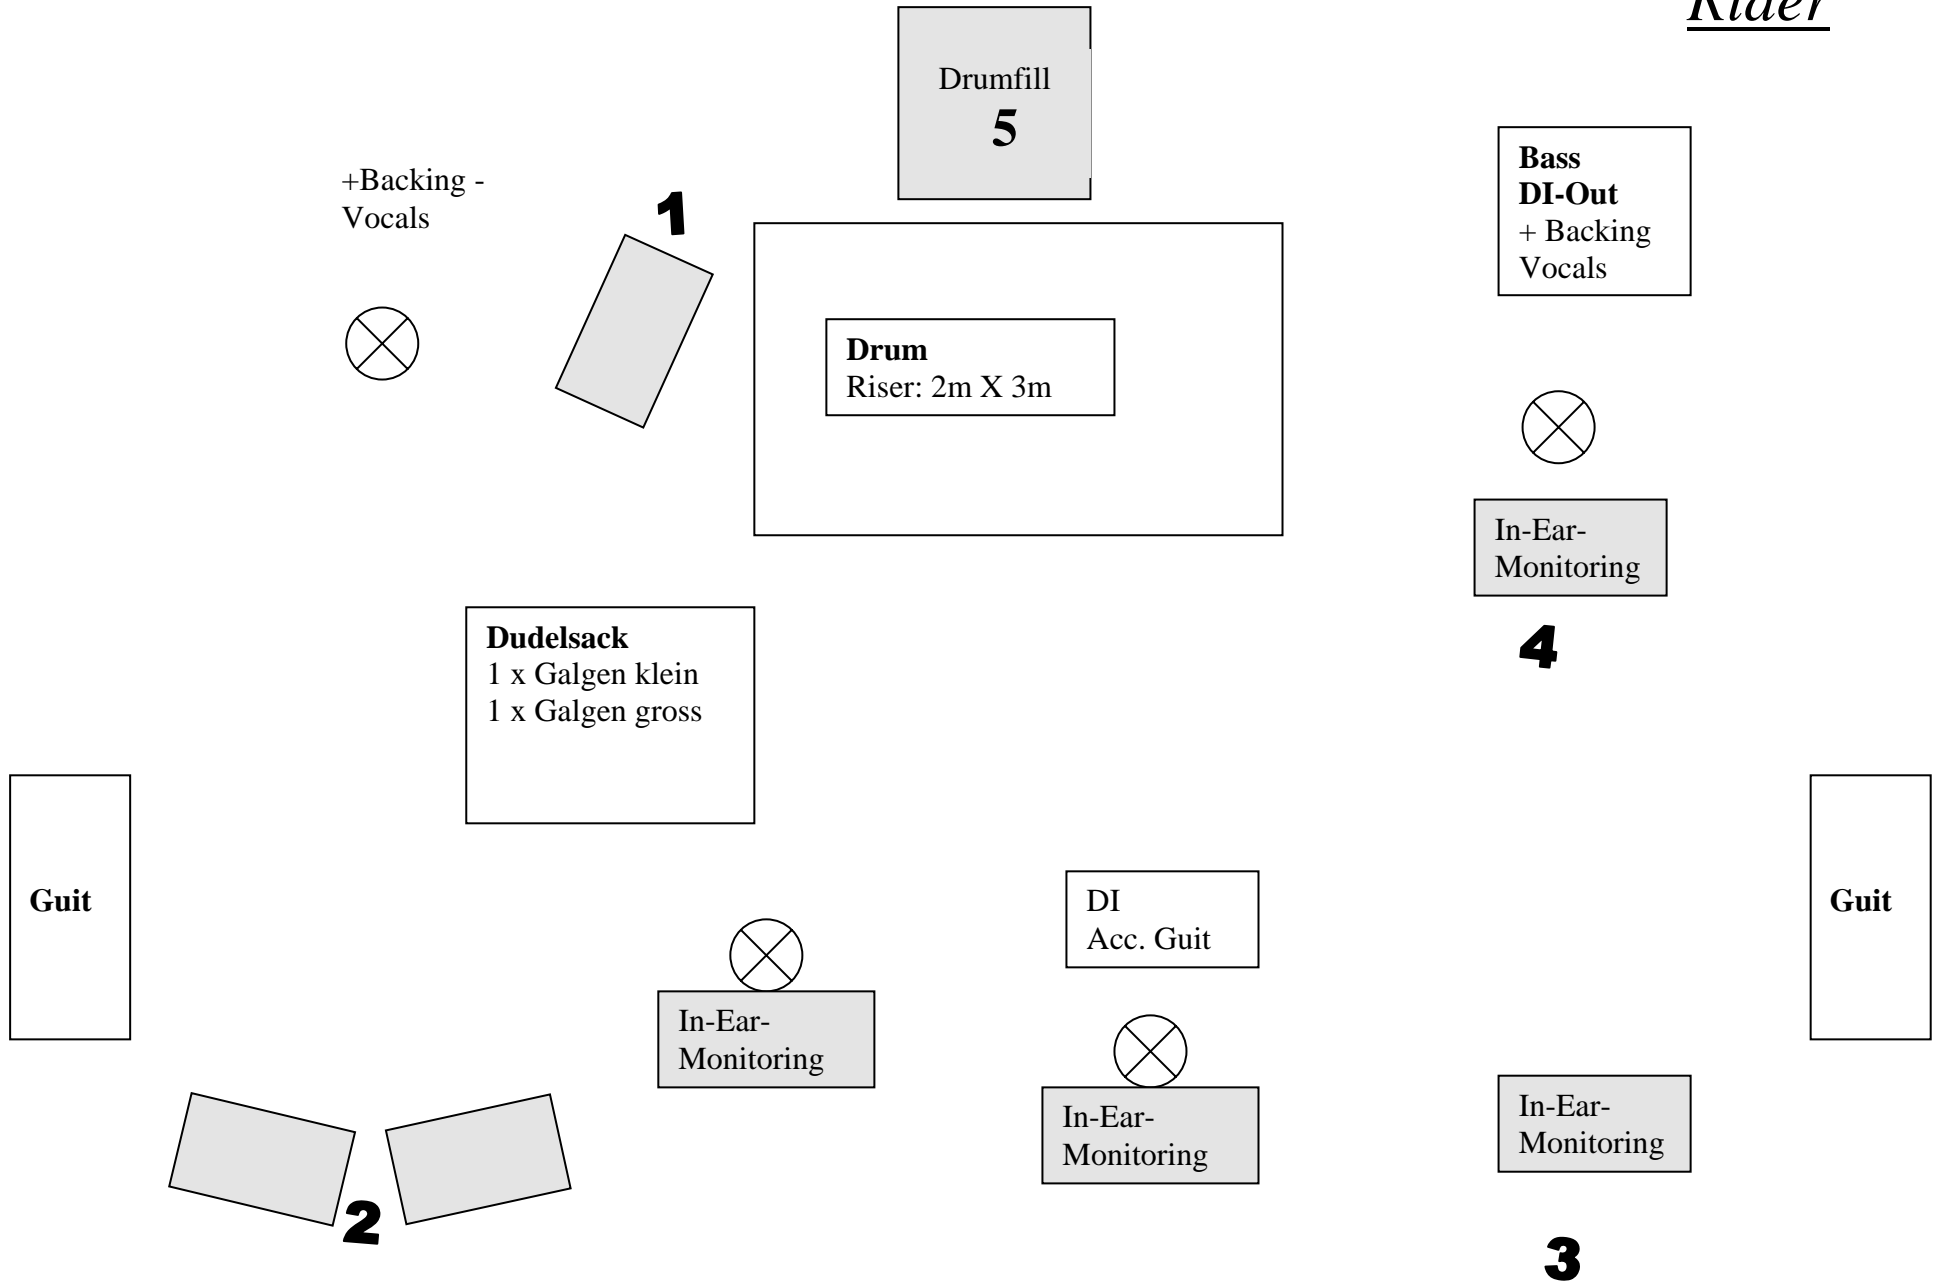 Rider
Drumfill
5
+Backing -
Vocals
1
Bass
DI-Out
+ Backing
Vocals
Drum
Riser: 2m X 3m
In-Ear-
Monitoring
4
Dudelsack
1 x Galgen klein
1 x Galgen gross
Guit
DI
Acc. Guit
Guit
In-Ear-
Monitoring
In-Ear-
Monitoring
In-Ear-
Monitoring
2
3